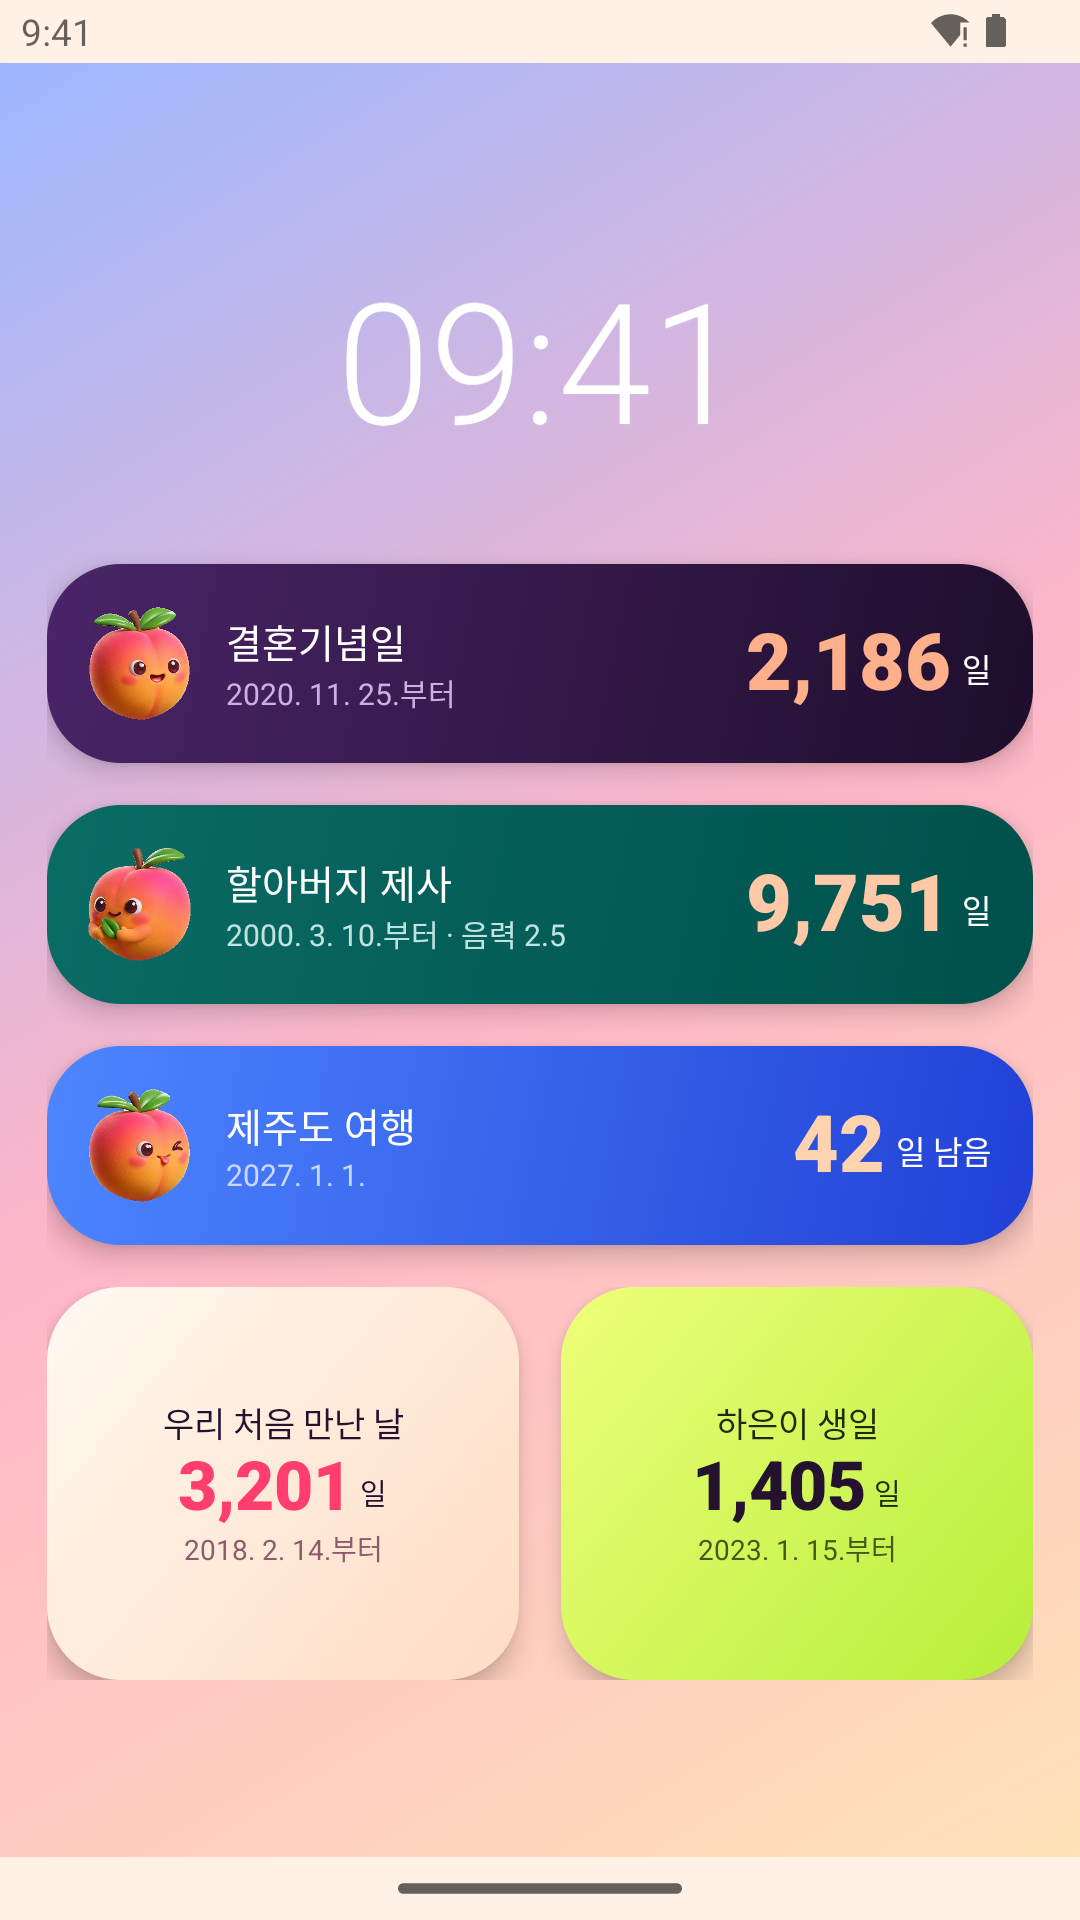 9:41
09:41
결혼기념일
2020. 11. 25.부터
2,186 일
할아버지 제사
2000. 3. 10.부터 · 음력 2.5
9,751 일
제주도 여행
2027. 1. 1.
42 일 남음
우리 처음 만난 날
3,201 일
2018. 2. 14.부터
하은이 생일
1,405 일
2023. 1. 15.부터